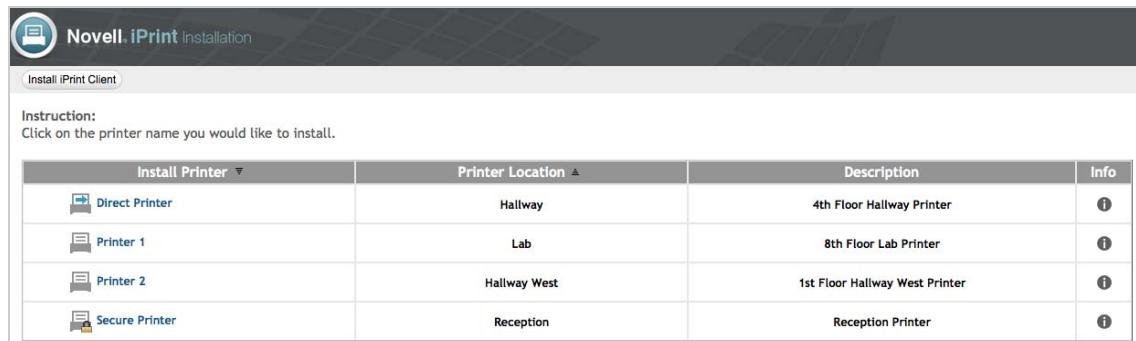 Novell. iPrint Installation
Install iPrint Client
Instruction:
Click on the printer name you would like to install.
Install Printer ▼ Printer Location ▲ Description Info
Direct Printer Hallway 4th Floor Hallway Printer
Printer 1 Lab 8th Floor Lab Printer
Printer 2 Hallway West 1st Floor Hallway West Printer
Secure Printer Reception Reception Printer